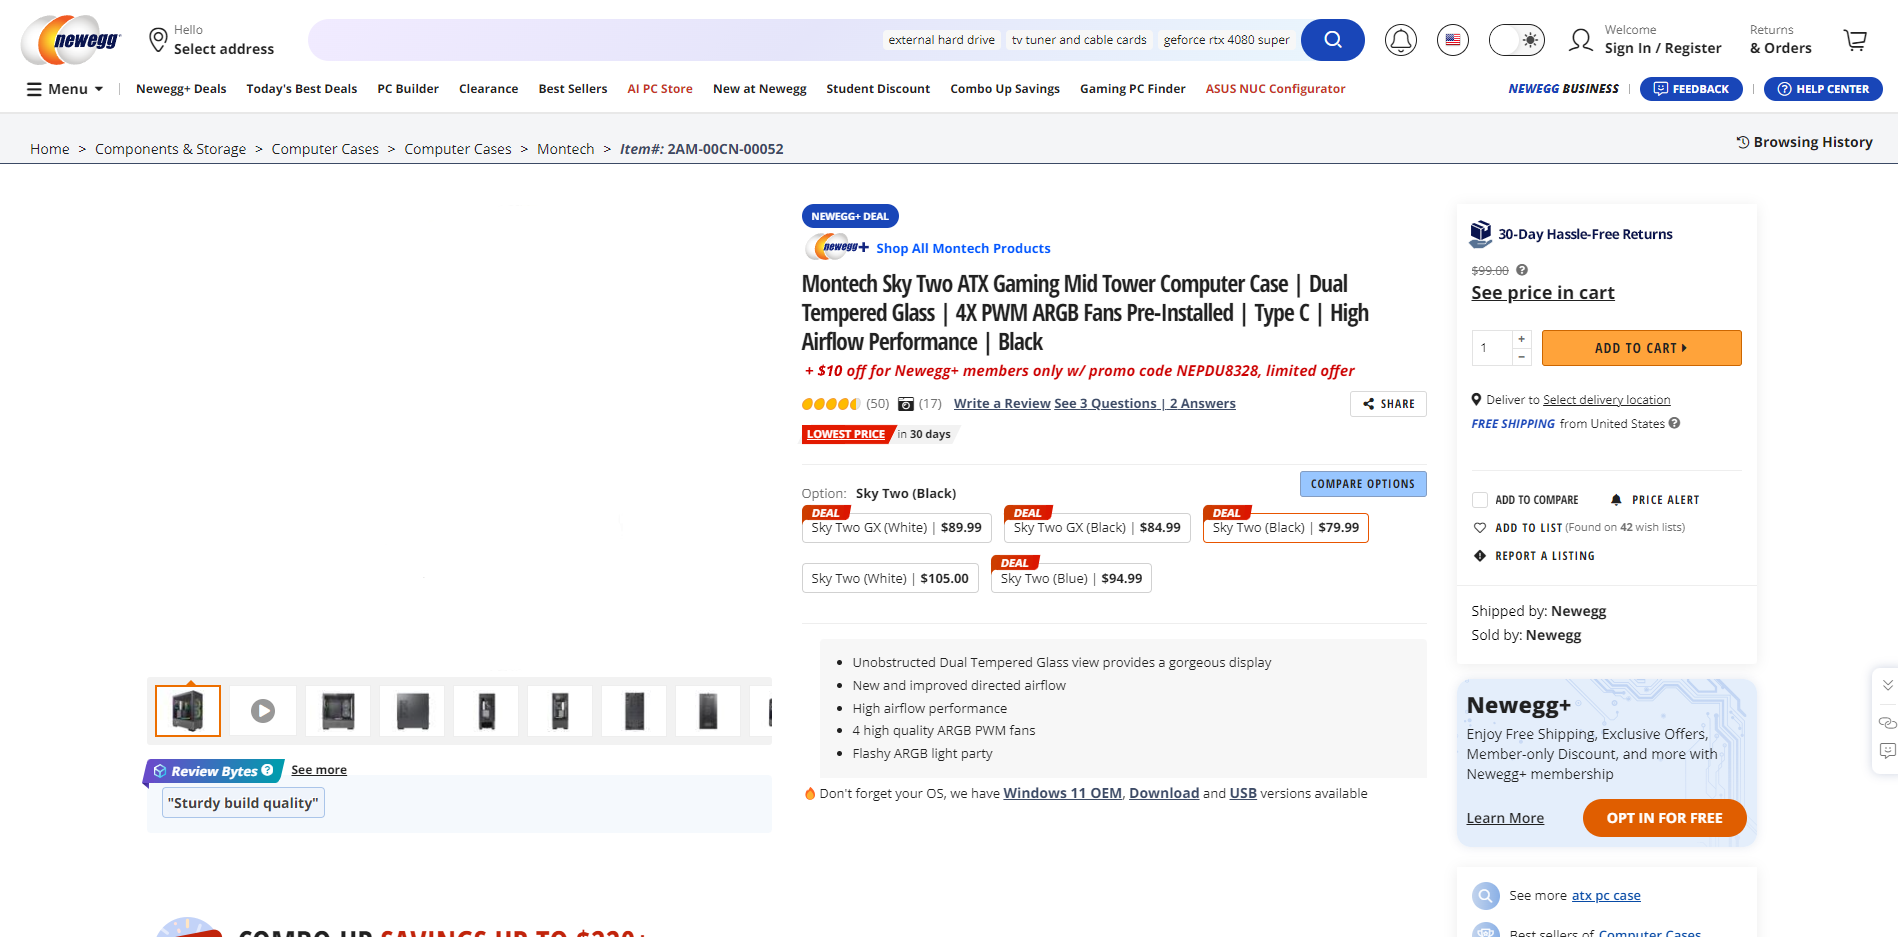 newegg
Hello
Select address
external hard drive
tv tuner and cable cards
geforce rtx 4080 super
Welcome
Sign In / Register
Returns
& Orders
Menu
Newegg+ Deals
Today's Best Deals
PC Builder
Clearance
Best Sellers
AI PC Store
New at Newegg
Student Discount
Combo Up Savings
Gaming PC Finder
ASUS NUC Configurator
NEWEGG BUSINESS
FEEDBACK
HELP CENTER
Home > Components & Storage > Computer Cases > Computer Cases > Montech > Item#: 2AM-00CN-00052
Browsing History
NEWEGG+ DEAL
newegg+ Shop All Montech Products
Montech Sky Two ATX Gaming Mid Tower Computer Case | Dual
Tempered Glass | 4X PWM ARGB Fans Pre-Installed | Type C | High
Airflow Performance | Black
+ $10 off for Newegg+ members only w/ promo code NEPDU8328, limited offer
(50) (17) Write a Review See 3 Questions | 2 Answers
SHARE
LOWEST PRICE in 30 days
Option: Sky Two (Black)
COMPARE OPTIONS
DEAL
Sky Two GX (White) | $89.99
DEAL
Sky Two GX (Black) | $84.99
DEAL
Sky Two (Black) | $79.99
Sky Two (White) | $105.00
DEAL
Sky Two (Blue) | $94.99
• Unobstructed Dual Tempered Glass view provides a gorgeous display
• New and improved directed airflow
• High airflow performance
• 4 high quality ARGB PWM fans
• Flashy ARGB light party
Don't forget your OS, we have Windows 11 OEM, Download and USB versions available
Review Bytes ? See more
"Sturdy build quality"
COMBO UP SAVINGS UP TO $220+
30-Day Hassle-Free Returns
$99.00 ?
See price in cart
1
+
−
ADD TO CART
Deliver to Select delivery location
FREE SHIPPING from United States ?
ADD TO COMPARE
PRICE ALERT
ADD TO LIST (Found on 42 wish lists)
REPORT A LISTING
Shipped by: Newegg
Sold by: Newegg
Newegg+
Enjoy Free Shipping, Exclusive Offers,
Member-only Discount, and more with
Newegg+ membership
Learn More
OPT IN FOR FREE
See more atx pc case
Best sellers of Computer Cases